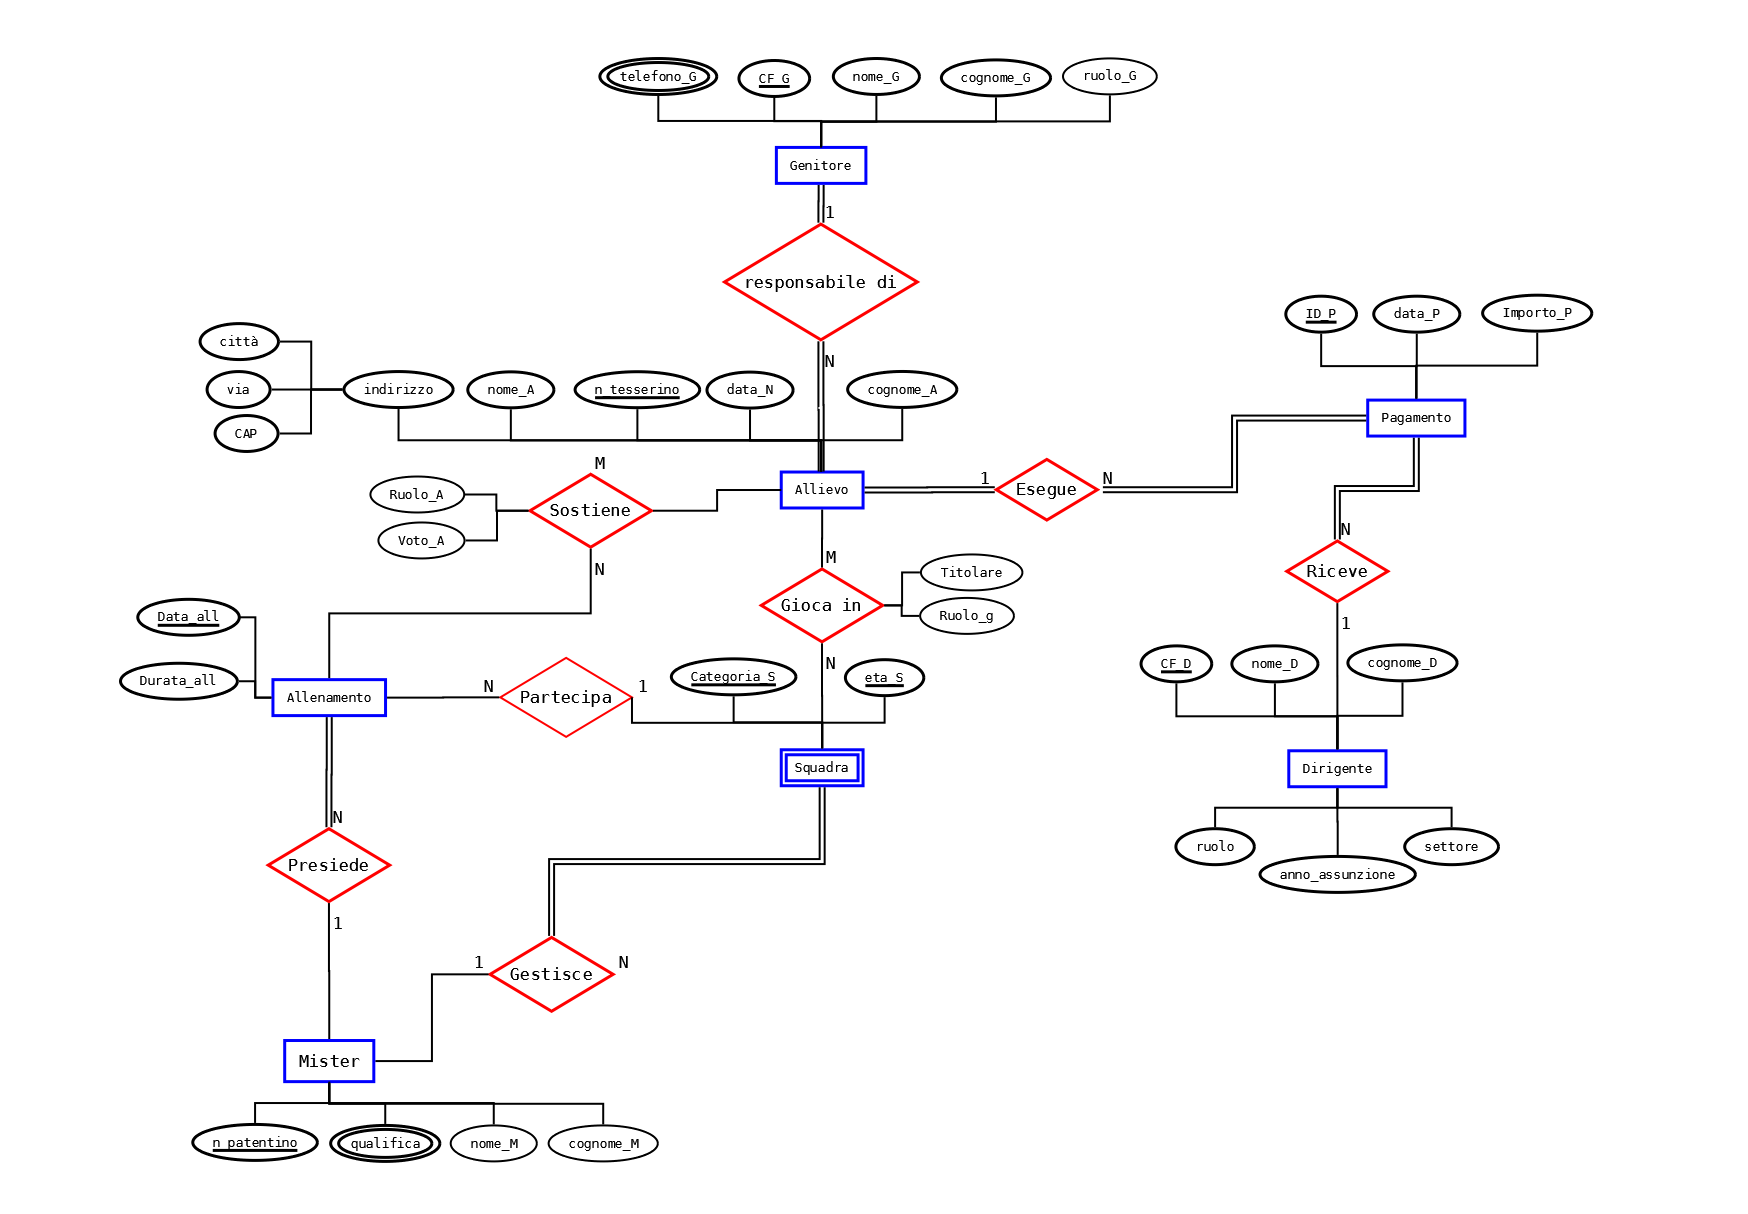 telefono_G
CF_G
nome_G
cognome_G
ruolo_G
Genitore
1
responsabile di
N
città
via
CAP
indirizzo
nome_A
n_tesserino
data_N
cognome_A
ID_P
data_P
Importo_P
Pagamento
M
Ruolo_A
Voto_A
Sostiene
N
Allievo
1
Esegue
N
N
Riceve
1
M
Gioca in
N
Titolare
Ruolo_g
Data_all
Durata_all
Allenamento
N
Partecipa
1
Categoria_S
eta_S
Squadra
CF_D
nome_D
cognome_D
Dirigente
ruolo
anno_assunzione
settore
N
Presiede
1
1
Gestisce
N
Mister
n_patentino
qualifica
nome_M
cognome_M